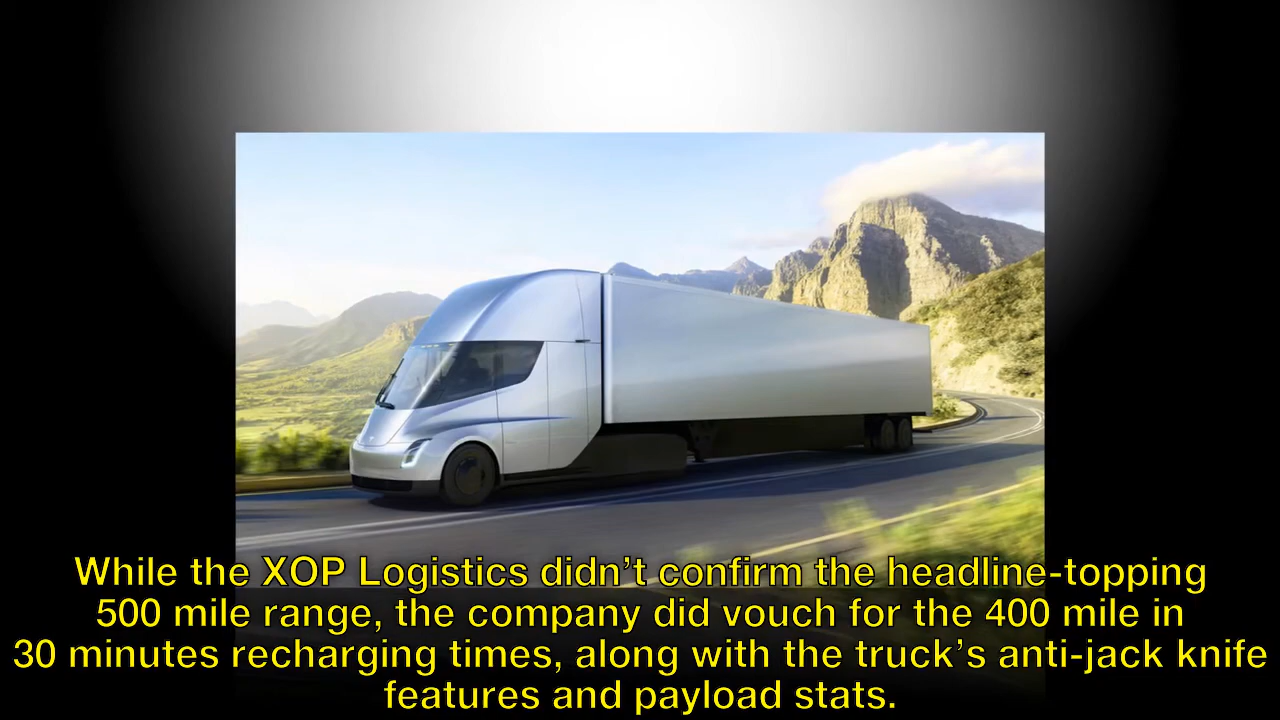 While the XOP Logistics didn’t confirm the headline-topping
500 mile range, the company did vouch for the 400 mile in
30 minutes recharging times, along with the truck’s anti-jack knife
features and payload stats.